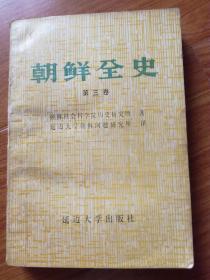 朝鲜全史
第三卷
朝鲜社会科学院历史研究所 著
延边大学朝鲜问题研究所 译
延边大学出版社